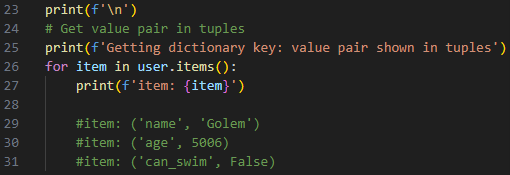 23 print(f'\n')
24 # Get value pair in tuples
25 print(f'Getting dictionary key: value pair shown in tuples')
26 for item in user.items():
27     print(f'item: {item}')
28
29     #item: ('name', 'Golem')
30     #item: ('age', 5006)
31     #item: ('can_swim', False)